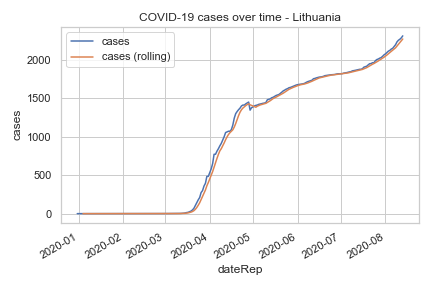 COVID-19 cases over time - Lithuania
cases
cases (rolling)
2000
1500
1000
500
0
cases
2020-01
2020-02
2020-03
2020-04
2020-05
2020-06
2020-07
2020-08
dateRep